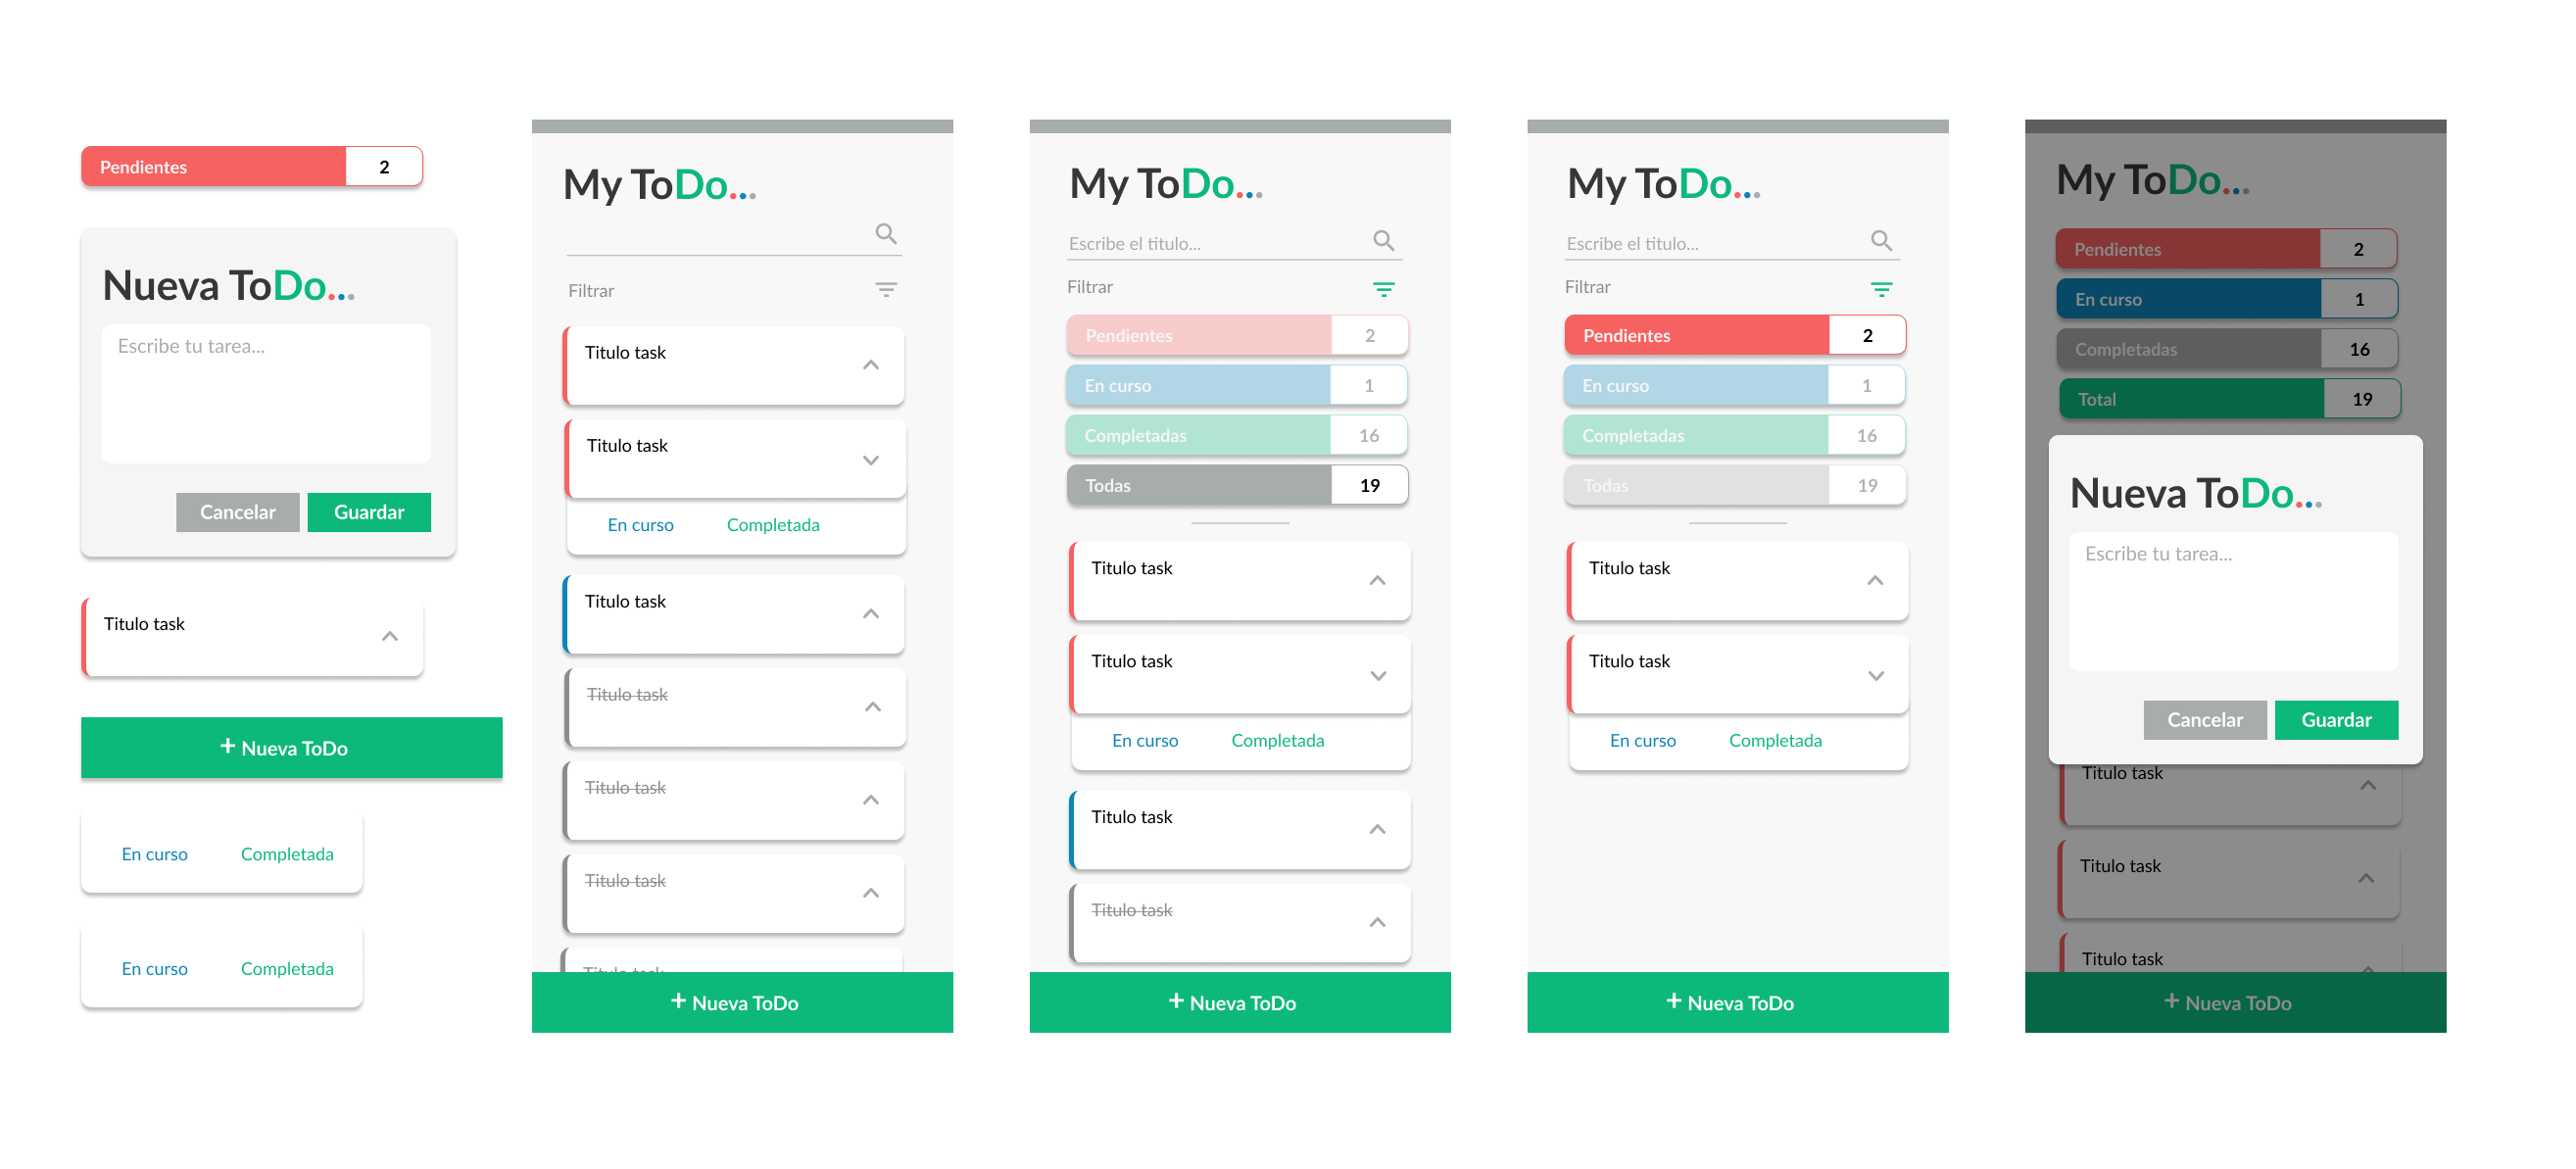 Pendientes 2
Nueva ToDo...
Escribe tu tarea...
Cancelar Guardar
Titulo task
+ Nueva ToDo
En curso Completada
En curso Completada
My ToDo...
Filtrar
Titulo task
Titulo task
En curso Completada
Titulo task
Titulo task
Titulo task
Titulo task
Titulo task
+ Nueva ToDo
My ToDo...
Escribe el titulo...
Filtrar
Pendientes 2
En curso 1
Completadas 16
Todas 19
Titulo task
Titulo task
En curso Completada
Titulo task
Titulo task
+ Nueva ToDo
My ToDo...
Escribe el titulo...
Filtrar
Pendientes 2
En curso 1
Completadas 16
Todas 19
Titulo task
Titulo task
En curso Completada
+ Nueva ToDo
My ToDo...
Pendientes 2
En curso 1
Completadas 16
Total 19
Nueva ToDo...
Escribe tu tarea...
Cancelar Guardar
Titulo task
Titulo task
Titulo task
+ Nueva ToDo